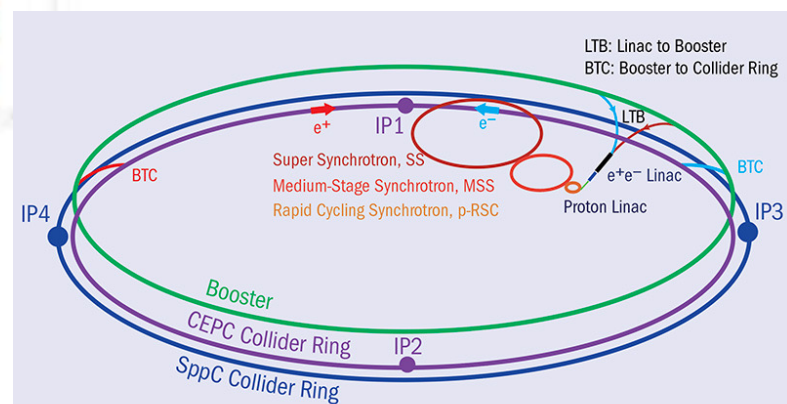 LTB: Linac to Booster
BTC: Booster to Collider Ring
LTB
e+
IP1
e−
Super Synchrotron, SS
Medium-Stage Synchrotron, MSS
Rapid Cycling Synchrotron, p-RSC
e+e− Linac
Proton Linac
BTC
BTC
IP4
IP3
Booster
CEPC Collider Ring
IP2
SppC Collider Ring